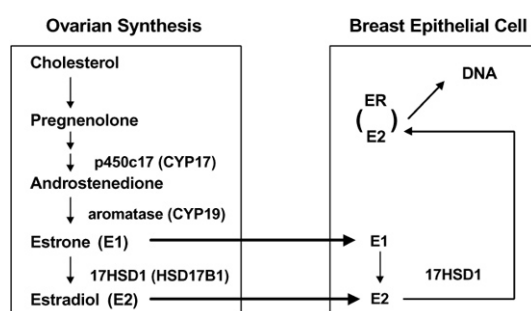 Ovarian Synthesis
Cholesterol
Pregnenolone
p450c17 (CYP17)
Androstenedione
aromatase (CYP19)
Estrone (E1)
17HSD1 (HSD17B1)
Estradiol (E2)
Breast Epithelial Cell
DNA
( ER
E2 )
E1
17HSD1
E2